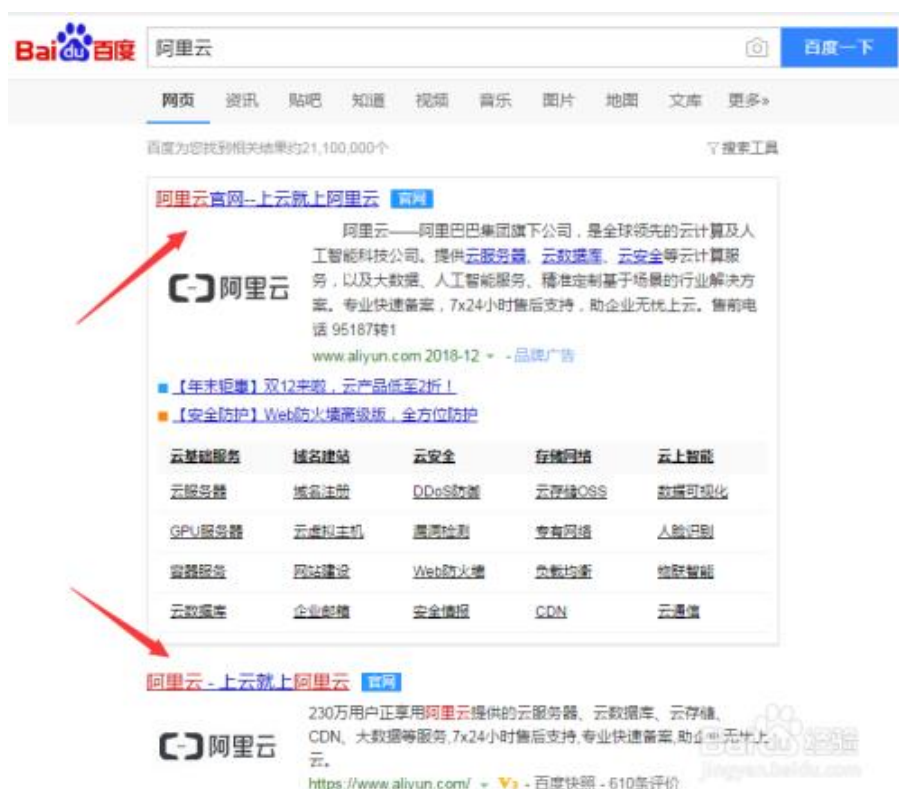 Bai du 百度 阿里云 百度一下
网页 资讯 贴吧 知道 视频 音乐 图片 地图 文库 更多»
百度为您找到相关结果约21,100,000个 搜索工具
阿里云官网--上云就上阿里云 官网
阿里云——阿里巴巴集团旗下公司，是全球领先的云计算及人
工智能科技公司。提供云服务器、云数据库、云安全等云计算服
务，以及大数据、人工智能服务、精准定制基于场景的行业解决方
案。专业快速备案，7x24小时售后支持，助企业无忧上云。售前电
话 95187转1
阿里云
www.aliyun.com 2018-12 - 品牌广告
【年末钜惠】双12来啦，云产品低至2折！
【安全防护】Web防火墙高级版，全方位防护
云基础服务 域名建站 云安全 存储网络 云上智能
云服务器 域名注册 DDoS防御 云存储OSS 数据可视化
GPU服务器 云虚拟主机 漏洞检测 专有网络 人脸识别
容器服务 网站建设 Web防火墙 负载均衡 物联智能
云数据库 企业邮箱 安全情报 CDN 云通信
阿里云 - 上云就上阿里云 官网
230万用户正享用阿里云提供的云服务器、云数据库、云存储、
CDN、大数据等服务,7x24小时售后支持,专业快速备案,助企业无忧上
云。
阿里云
https://www.aliyun.com/ V3 - 百度快照 - 610条评价
Baidu 经验
jingyan.baidu.com